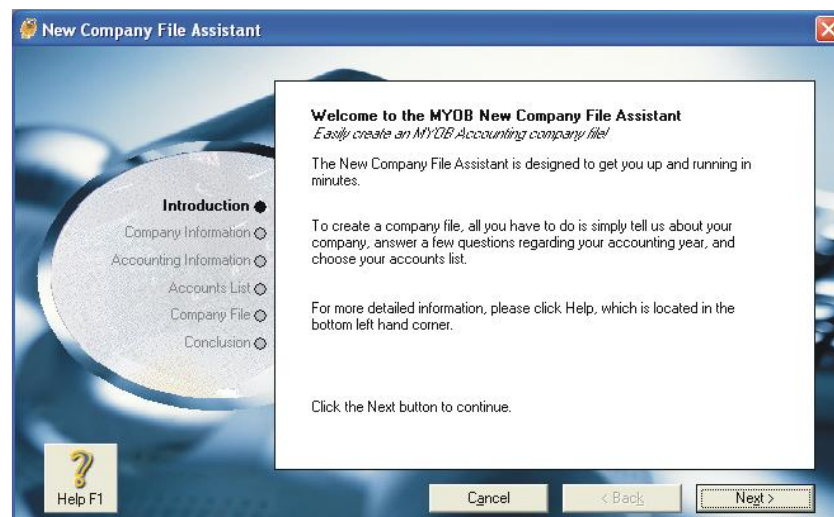 New Company File Assistant
Welcome to the MYOB New Company File Assistant
Easily create an MYOB Accounting company file!
The New Company File Assistant is designed to get you up and running in
minutes.
To create a company file, all you have to do is simply tell us about your
company, answer a few questions regarding your accounting year, and
choose your accounts list.
For more detailed information, please click Help, which is located in the
bottom left hand corner.
Click the Next button to continue.
Introduction
Company Information
Accounting Information
Accounts List
Company File
Conclusion
Help F1
Cancel
< Back
Next >